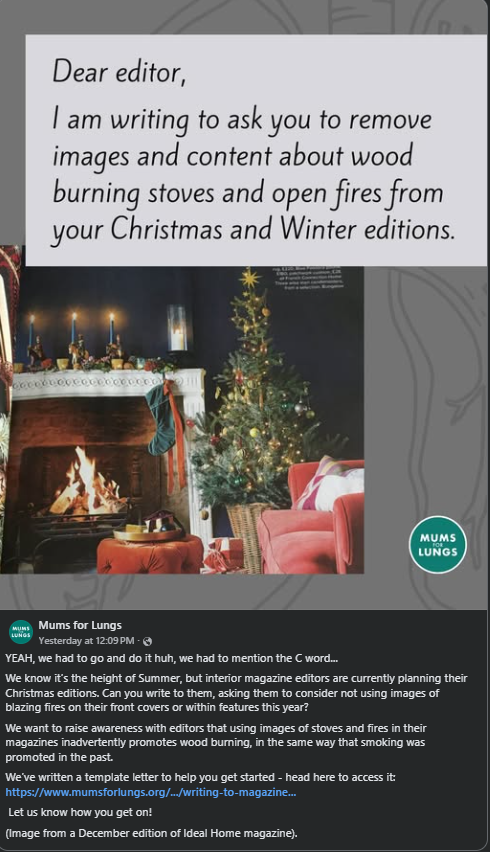 Dear editor,
I am writing to ask you to remove
images and content about wood
burning stoves and open fires from
your Christmas and Winter editions.
MUMS
FOR
LUNGS
MUMS
FOR
LUNGS
Mums for Lungs
Yesterday at 12:09 PM ·
YEAH, we had to go and do it huh, we had to mention the C word...
We know it's the height of Summer, but interior magazine editors are currently planning their
Christmas editions. Can you write to them, asking them to consider not using images of
blazing fires on their front covers or within features this year?
We want to raise awareness with editors that using images of stoves and fires in their
magazines inadvertently promotes wood burning, in the same way that smoking was
promoted in the past.
We've written a template letter to help you get started - head here to access it:
https://www.mumsforlungs.org/.../writing-to-magazine...
Let us know how you get on!
(Image from a December edition of Ideal Home magazine).